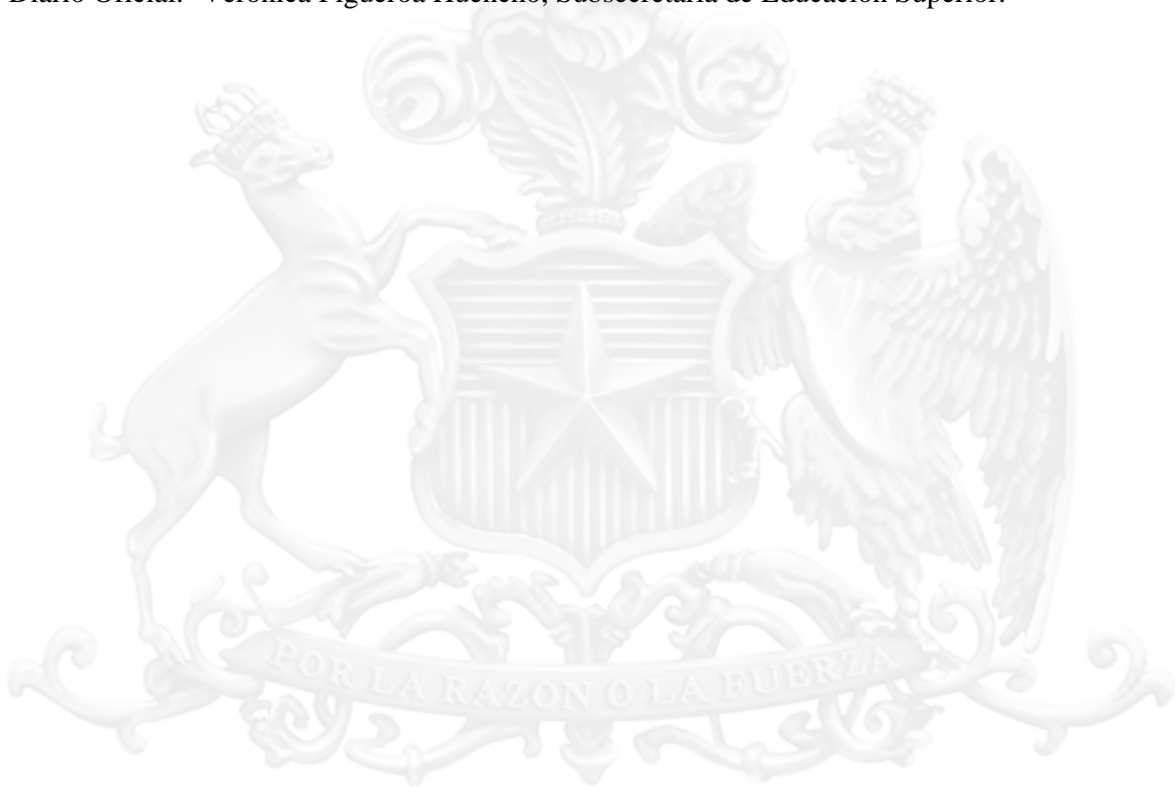 Diario Oficial.- Verónica Figueroa Huencho, Subsecretaria de Educación Superior.
POR LA RAZON O LA FUERZA